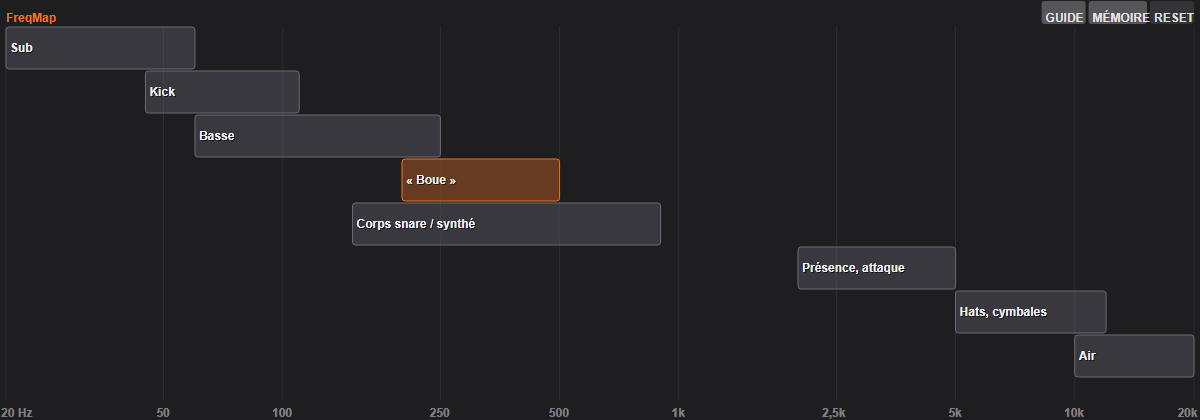 FreqMap
GUIDE MÉMOIRE RESET
Sub
Kick
Basse
« Boue »
Corps snare / synthé
Présence, attaque
Hats, cymbales
Air
20 Hz 50 100 250 500 1k 2,5k 5k 10k 20k